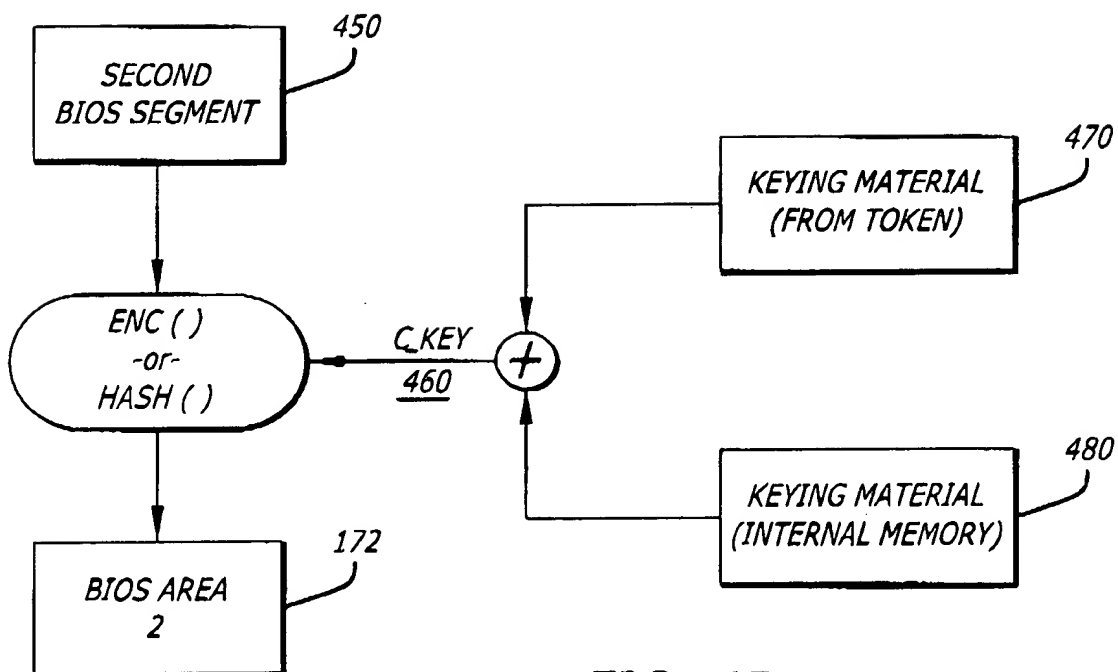 450
SECOND
BIOS SEGMENT
470
KEYING MATERIAL
(FROM TOKEN)
ENC ( )
-or-
HASH ( )
C_KEY
460
+
480
KEYING MATERIAL
(INTERNAL MEMORY)
172
BIOS AREA
2